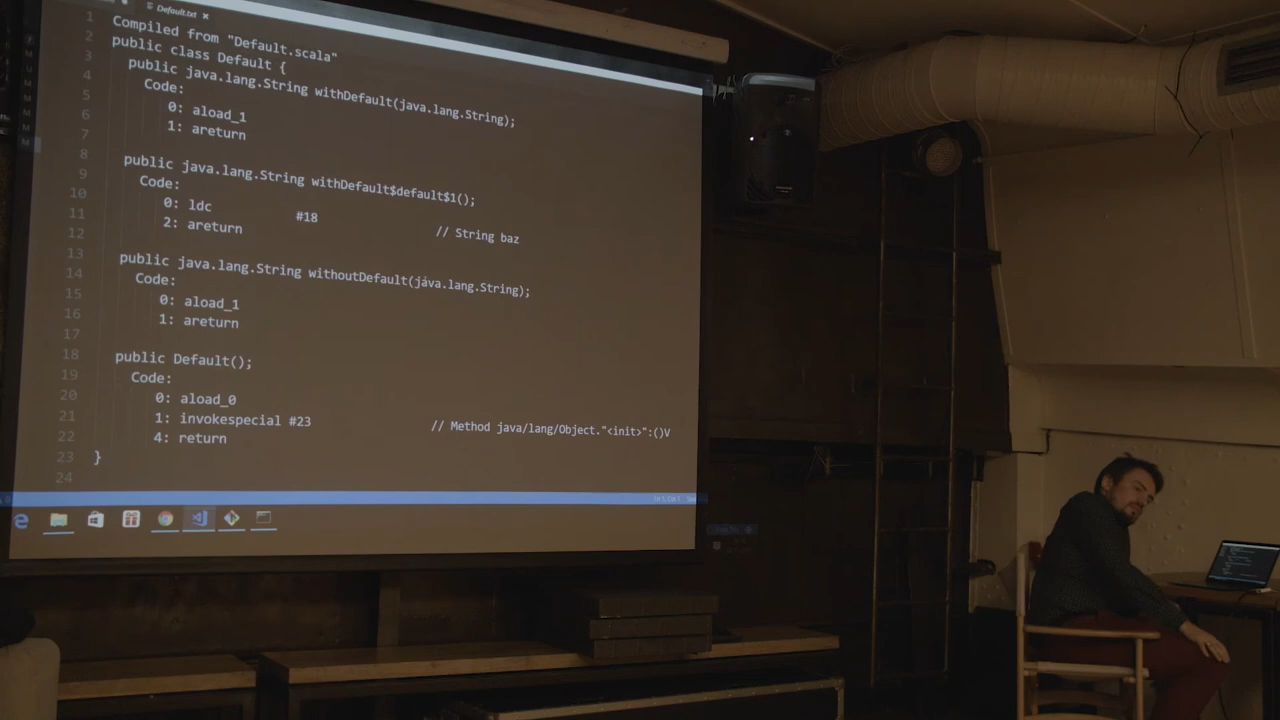 Default.txt
1 Compiled from "Default.scala"
2 public class Default {
3 public java.lang.String withDefault(java.lang.String);
4 Code:
5 0: aload_1
6 1: areturn
7
8 public java.lang.String withDefault$default$1();
9 Code:
10 0: ldc #18 // String baz
11 2: areturn
12
13 public java.lang.String withoutDefault(java.lang.String);
14 Code:
15 0: aload_1
16 1: areturn
17
18 public Default();
19 Code:
20 0: aload_0
21 1: invokespecial #23 // Method java/lang/Object."<init>":()V
22 4: return
23 }
24
Ln 1, Col 1